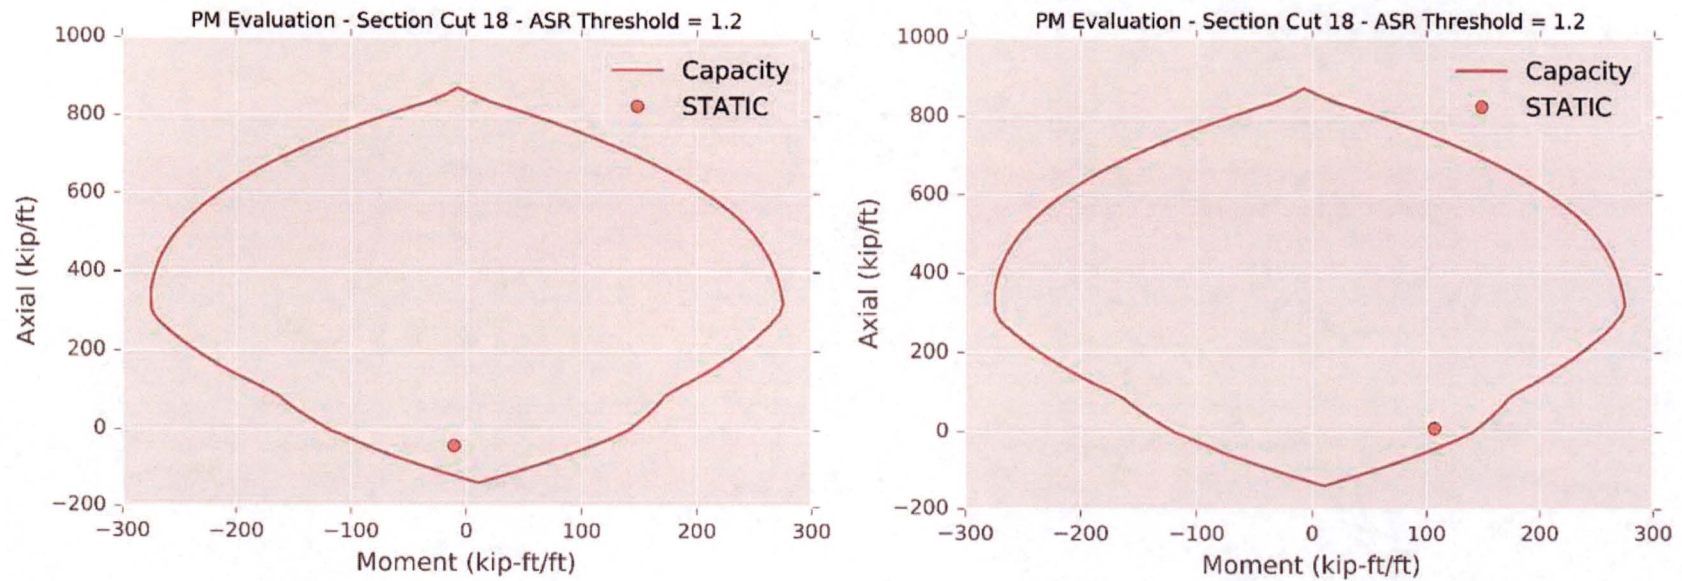 PM Evaluation - Section Cut 18 - ASR Threshold = 1.2
1000
800
600
400
200
0
−200
Axial (kip/ft)
Capacity
STATIC
−300
−200
−100
0
100
200
300
Moment (kip-ft/ft)
PM Evaluation - Section Cut 18 - ASR Threshold = 1.2
1000
800
600
400
200
0
−200
Axial (kip/ft)
Capacity
STATIC
−300
−200
−100
0
100
200
300
Moment (kip-ft/ft)